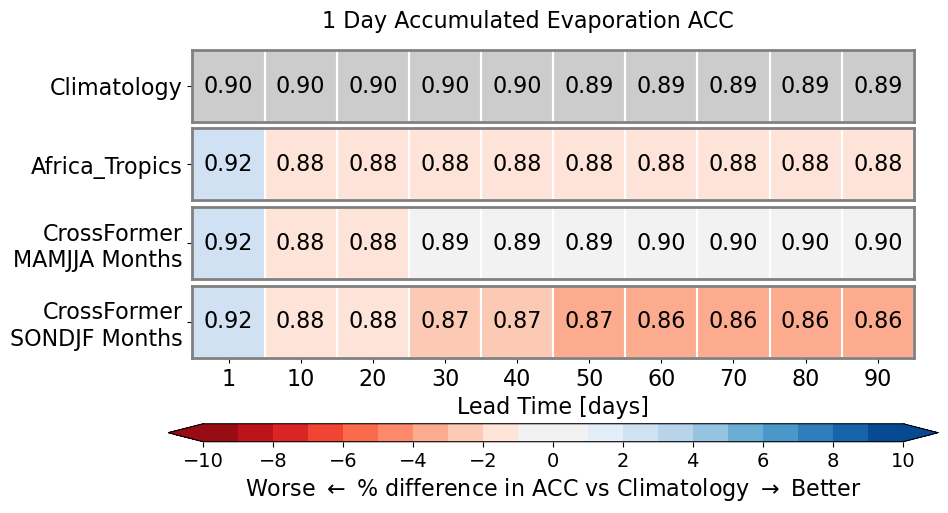 1 Day Accumulated Evaporation ACC
Climatology 0.90 0.90 0.90 0.90 0.90 0.89 0.89 0.89 0.89 0.89
Africa_Tropics 0.92 0.88 0.88 0.88 0.88 0.88 0.88 0.88 0.88 0.88
CrossFormer
MAMJJA Months 0.92 0.88 0.88 0.89 0.89 0.89 0.90 0.90 0.90 0.90
CrossFormer
SONDJF Months 0.92 0.88 0.88 0.87 0.87 0.87 0.86 0.86 0.86 0.86
1 10 20 30 40 50 60 70 80 90
Lead Time [days]
−10 −8 −6 −4 −2 0 2 4 6 8 10
Worse ← % difference in ACC vs Climatology → Better